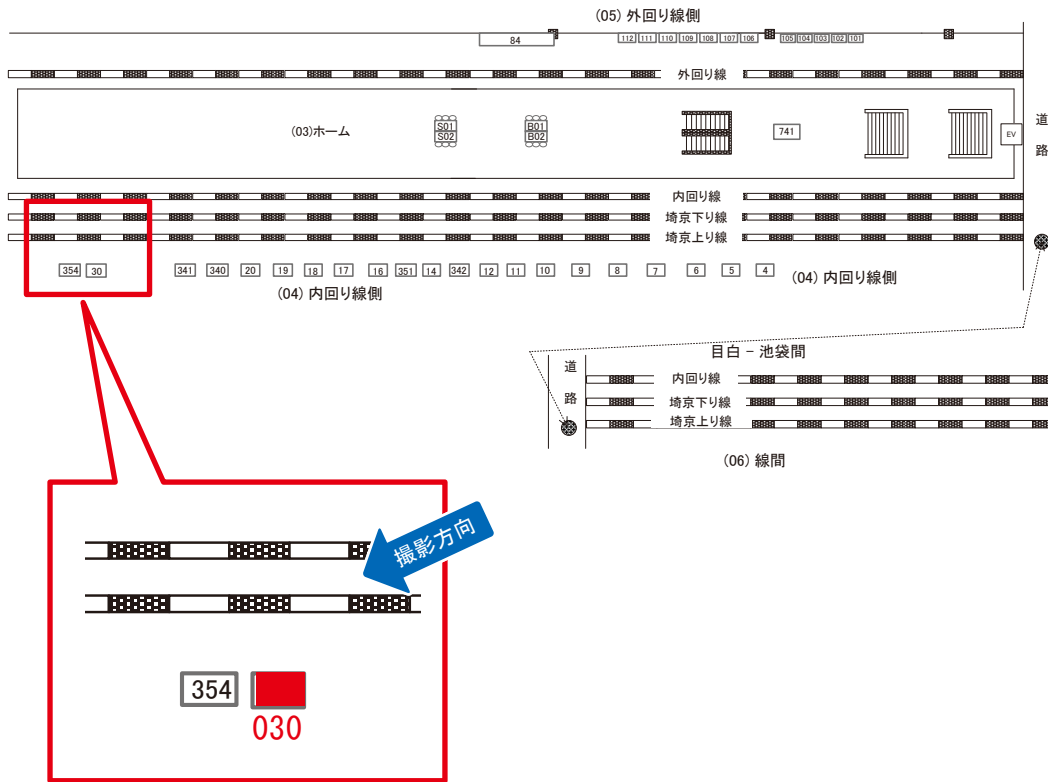 (05) 外回り線側
84
112 111 110 109 108 107 106 105 104 103 102 101
外回り線
(03)ホーム
S01
S02
B01
B02
741
EV
道
路
内回り線
埼京下り線
埼京上り線
354 30 341 340 20 19 18 17 16 351 14 342 12 11 10 9 8 7 6 5 4
(04) 内回り線側
(04) 内回り線側
目白 - 池袋間
道
路
内回り線
埼京下り線
埼京上り線
(06) 線間
撮影方向
354
030